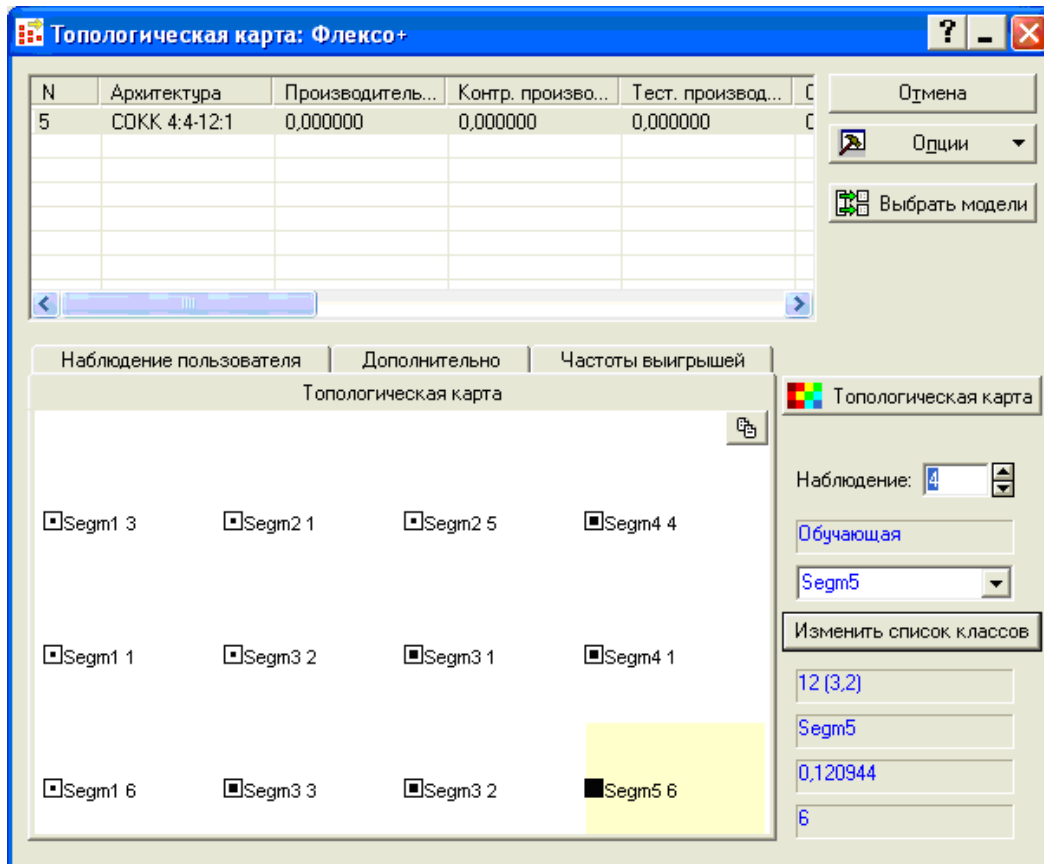 Топологическая карта: Флексо+
N Архитектура Производитель... Контр. произво... Тест. производ...
5 СОКК 4:4-12:1 0,000000 0,000000 0,000000
Отмена
Опции
Выбрать модели
Наблюдение пользователя Дополнительно Частоты выигрышей
Топологическая карта
Топологическая карта
Наблюдение: 4
Обучающая
Segm5
Изменить список классов
12 (3,2)
Segm5
0,120944
6
Segm1 3 Segm2 1 Segm2 5 Segm4 4
Segm1 1 Segm3 2 Segm3 1 Segm4 1
Segm1 6 Segm3 3 Segm3 2 Segm5 6